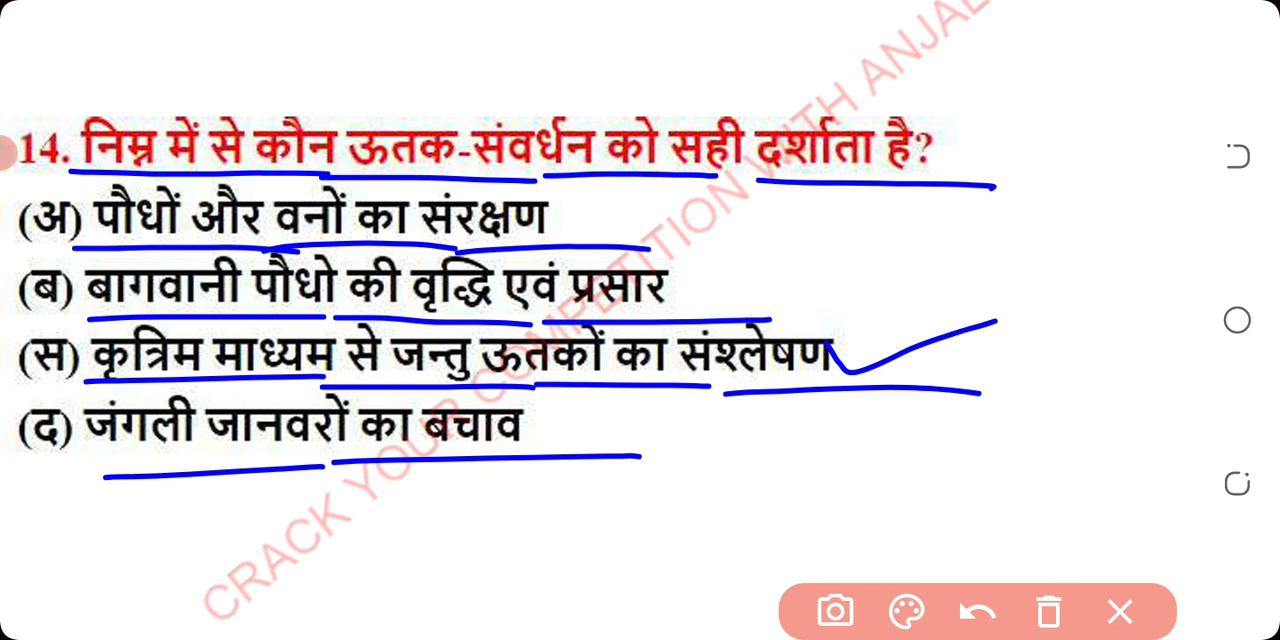 14. निम्न में से कौन ऊतक-संवर्धन को सही दर्शाता है?
(अ) पौधों और वनों का संरक्षण
(ब) बागवानी पौधो की वृद्धि एवं प्रसार
(स) कृत्रिम माध्यम से जन्तु ऊतकों का संश्लेषण
(द) जंगली जानवरों का बचाव
CRACK YOUR COMPETITION WITH ANJAL